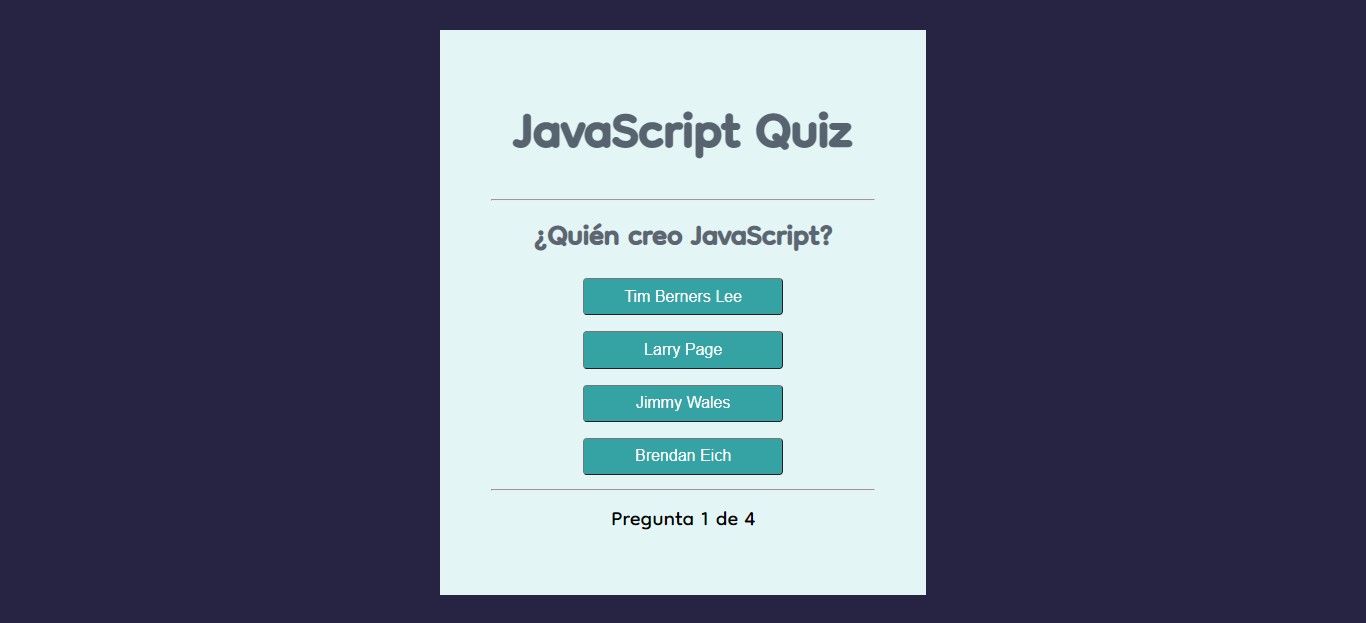 JavaScript Quiz
¿Quién creo JavaScript?
Tim Berners Lee
Larry Page
Jimmy Wales
Brendan Eich
Pregunta 1 de 4